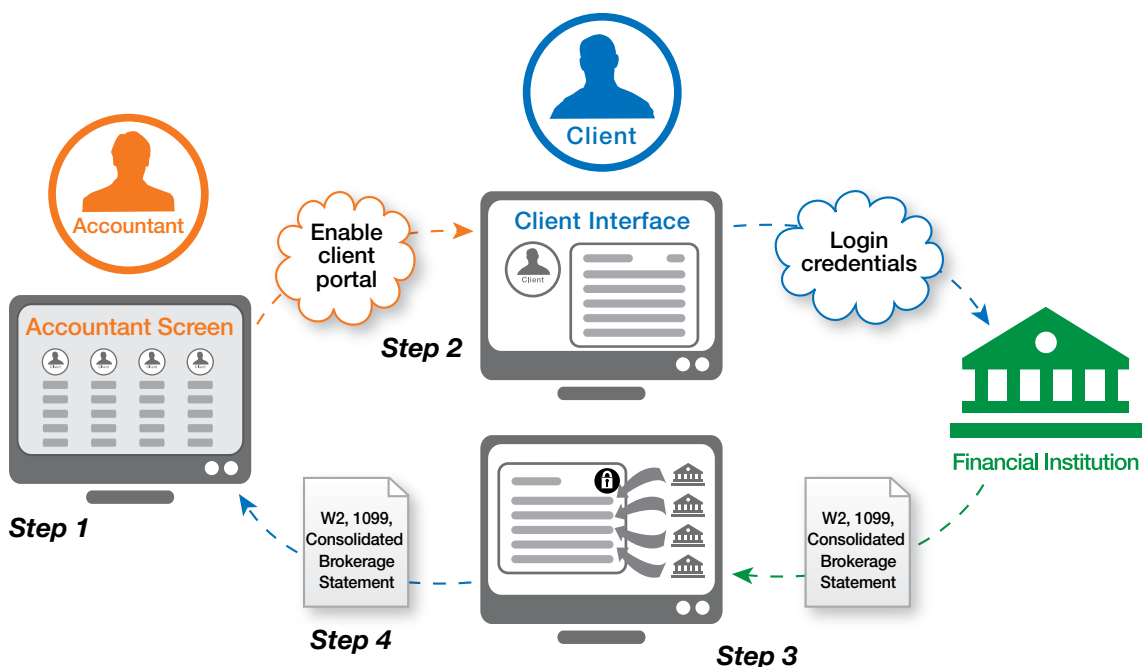 Client
Accountant
Enable
client
portal
Client Interface
Client
Login
credentials
Accountant Screen
Client
Client
Client
Client
Step 2
Financial Institution
Step 1
W2, 1099,
Consolidated
Brokerage
Statement
W2, 1099,
Consolidated
Brokerage
Statement
Step 4
Step 3